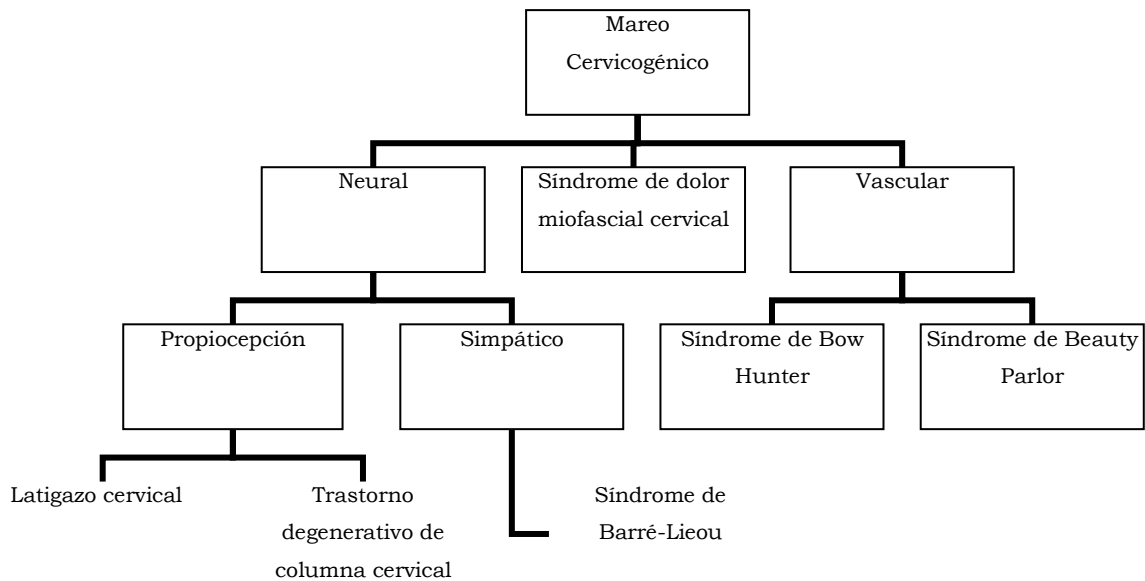 Mareo
Cervicogénico
Neural
Síndrome de dolor
miofascial cervical
Vascular
Propiocepción
Simpático
Síndrome de Bow
Hunter
Síndrome de Beauty
Parlor
Latigazo cervical
Trastorno
degenerativo de
columna cervical
Síndrome de
Barré-Lieou